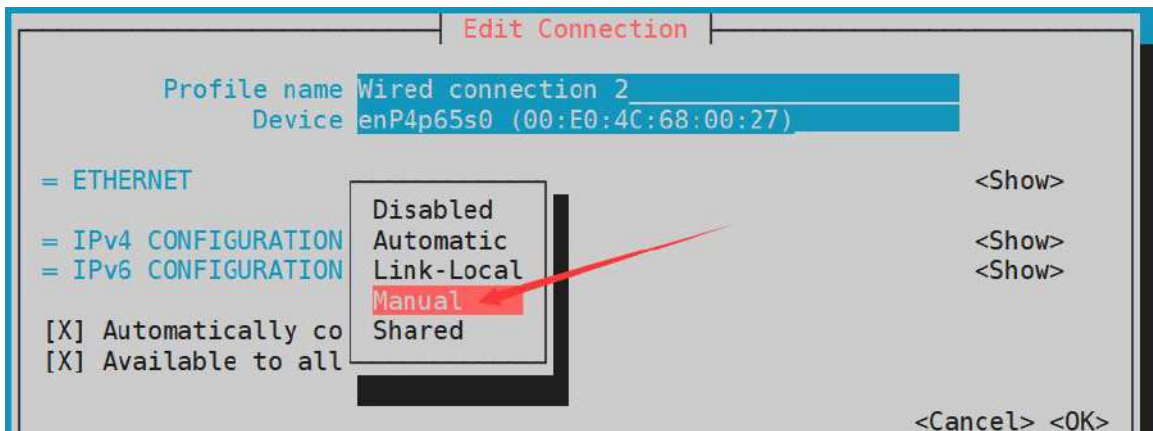 Edit Connection
Profile name Wired connection 2
Device enP4p65s0 (00:E0:4C:68:00:27)
= ETHERNET <Show>
Disabled
= IPv4 CONFIGURATION Automatic <Show>
= IPv6 CONFIGURATION Link-Local <Show>
Manual
[X] Automatically co Shared
[X] Available to all
<Cancel> <OK>